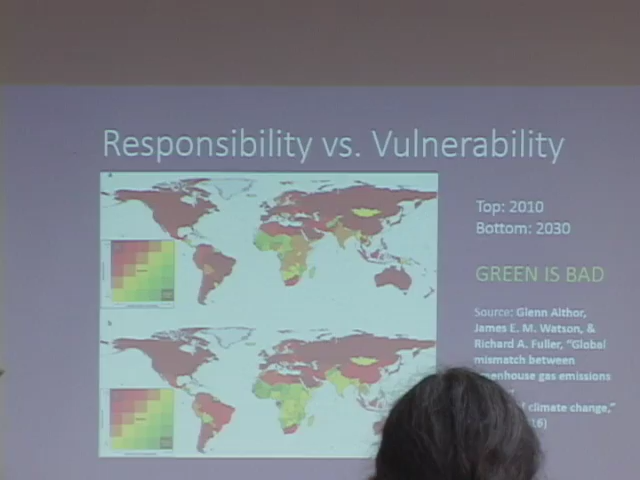 Responsibility vs. Vulnerability
Top: 2010
Bottom: 2030
GREEN IS BAD
Source: Glenn Althor,
James E. M. Watson, &
Richard A. Fuller, “Global
mismatch between
greenhouse gas emissions
climate change,”